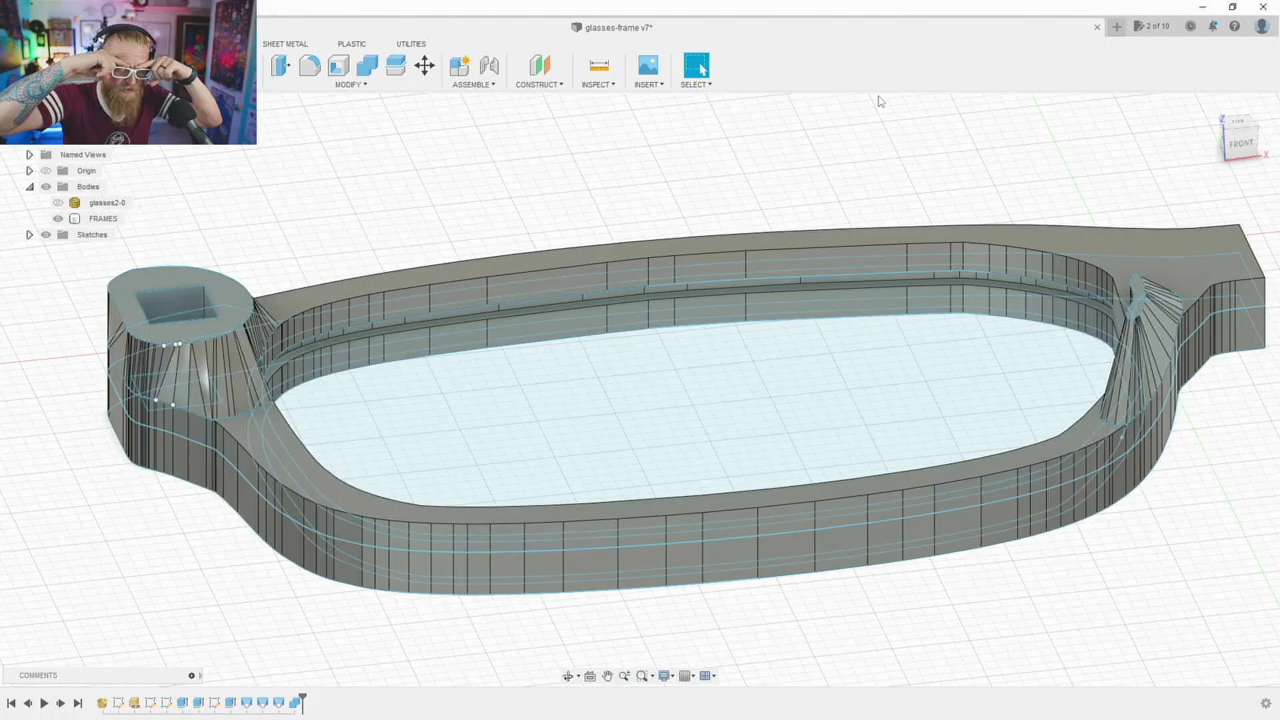 glasses-frame v7*
2 of 10
SHEET METAL PLASTIC UTILITIES
MODIFY ASSEMBLE CONSTRUCT INSPECT INSERT SELECT
FRONT
Z
X
Named Views
Origin
Bodies
glasses2-0
FRAMES
Sketches
COMMENTS